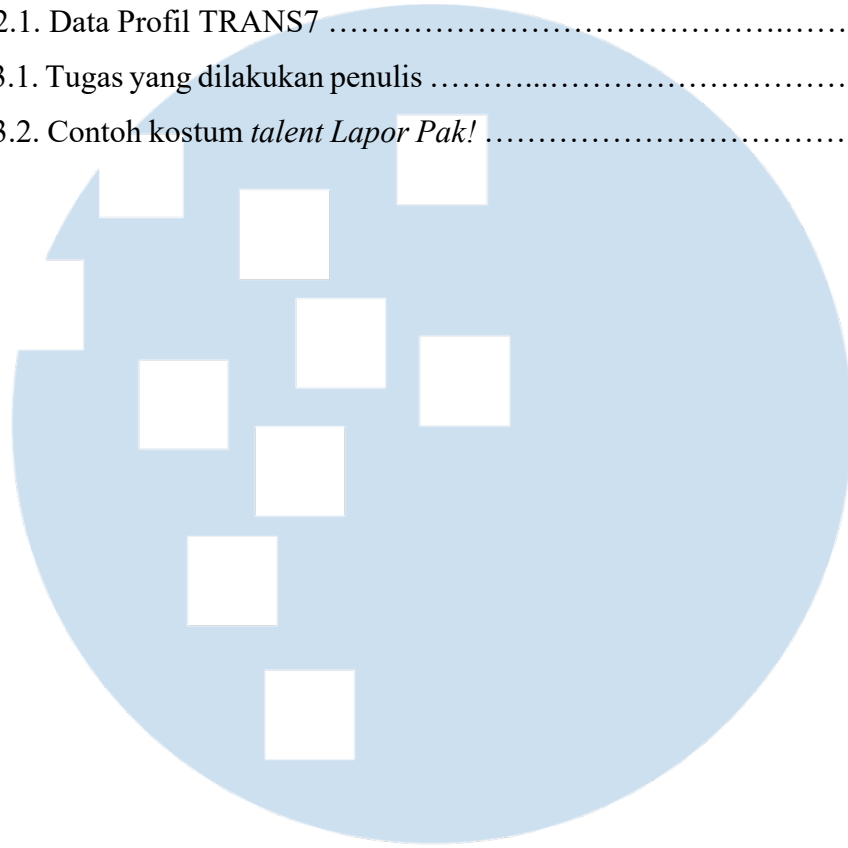 2.1. Data Profil TRANS7 ……………………………………….……
3.1. Tugas yang dilakukan penulis ………...………………………………
3.2. Contoh kostum talent Lapor Pak! ……………………………………